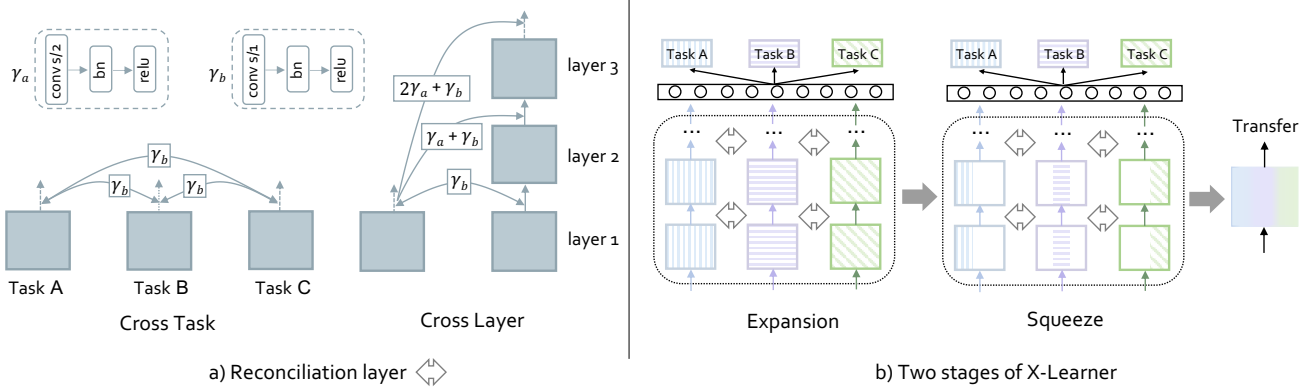 γa
conv s/2
bn
relu
γb
conv s/1
bn
relu
γb
γb
γb
Task A
Task B
Task C
Cross Task
2γa + γb
γa + γb
γb
layer 3
layer 2
layer 1
Cross Layer
a) Reconciliation layer
Task A
Task B
Task C
...
...
...
Expansion
Task A
Task B
Task C
...
...
...
Squeeze
Transfer
b) Two stages of X-Learner